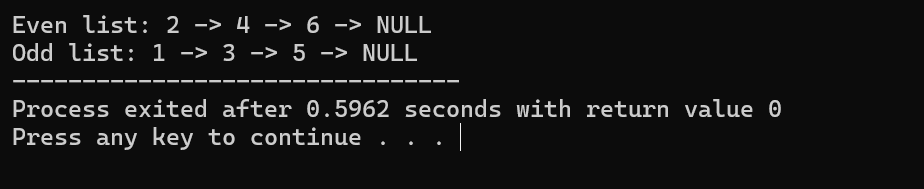 Even list: 2 -> 4 -> 6 -> NULL
Odd list: 1 -> 3 -> 5 -> NULL
--------------------------------
Process exited after 0.5962 seconds with return value 0
Press any key to continue . . .